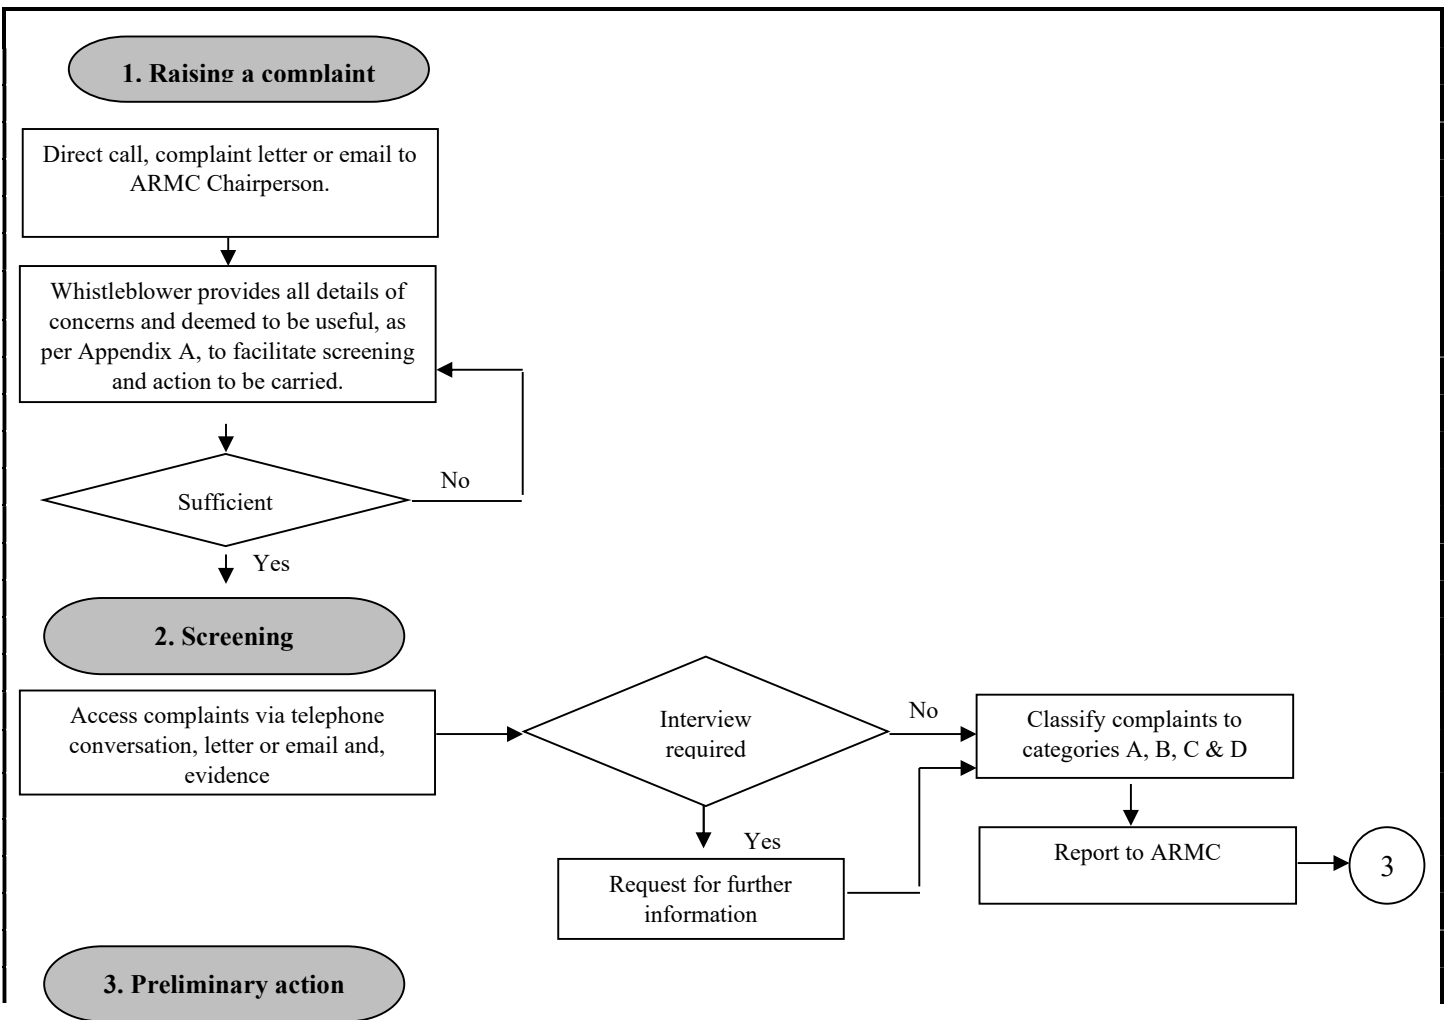 1. Raising a complaint
Direct call, complaint letter or email to
ARMC Chairperson.
Whistleblower provides all details of
concerns and deemed to be useful, as
per Appendix A, to facilitate screening
and action to be carried.
Sufficient
No
Yes
2. Screening
Access complaints via telephone
conversation, letter or email and,
evidence
Interview
required
No
Yes
Request for further
information
Classify complaints to
categories A, B, C & D
Report to ARMC
3
3. Preliminary action